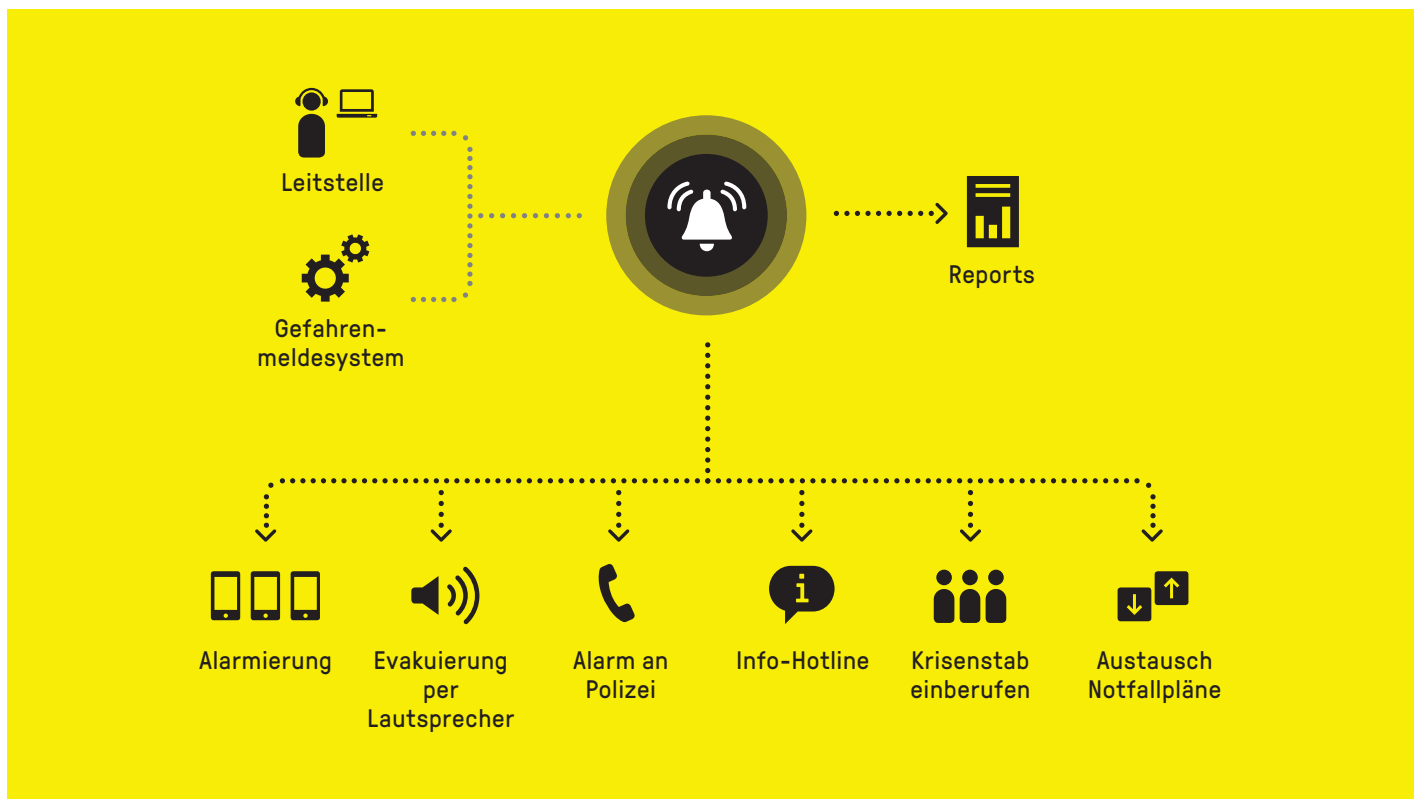 Leitstelle
Gefahren-
meldesystem
Reports
Alarmierung
Evakuierung
per
Lautsprecher
Alarm an
Polizei
i
Info-Hotline
Krisenstab
einberufen
Austausch
Notfallpläne